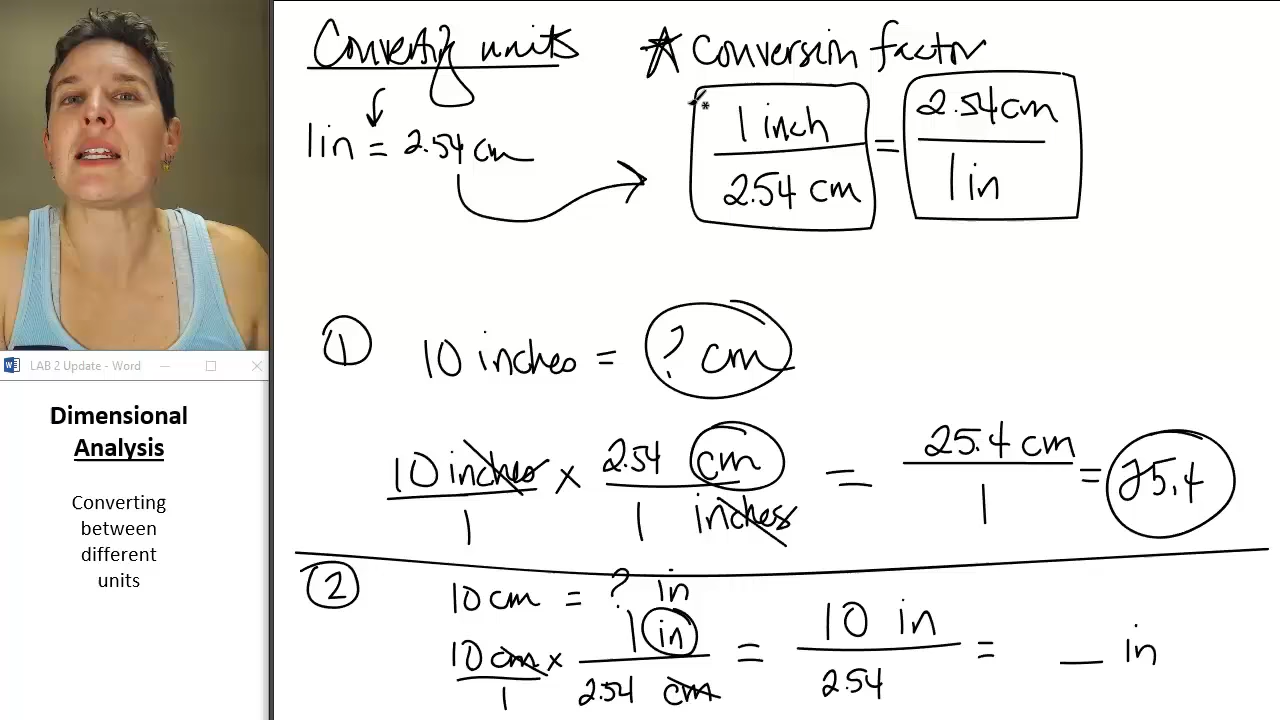 Converting units
1in = 2.54 cm
★ Conversion factor
1 inch / 2.54 cm = 2.54 cm / 1 in
① 10 inches = ? cm
10 inches / 1 x 2.54 cm / 1 inches = 25.4 cm / 1 = 25.4
② 10 cm = ? in
10 cm / 1 x 1 in / 2.54 cm = 10 in / 2.54 = _ in
LAB 2 Update - Word
Dimensional
Analysis
Converting
between
different
units